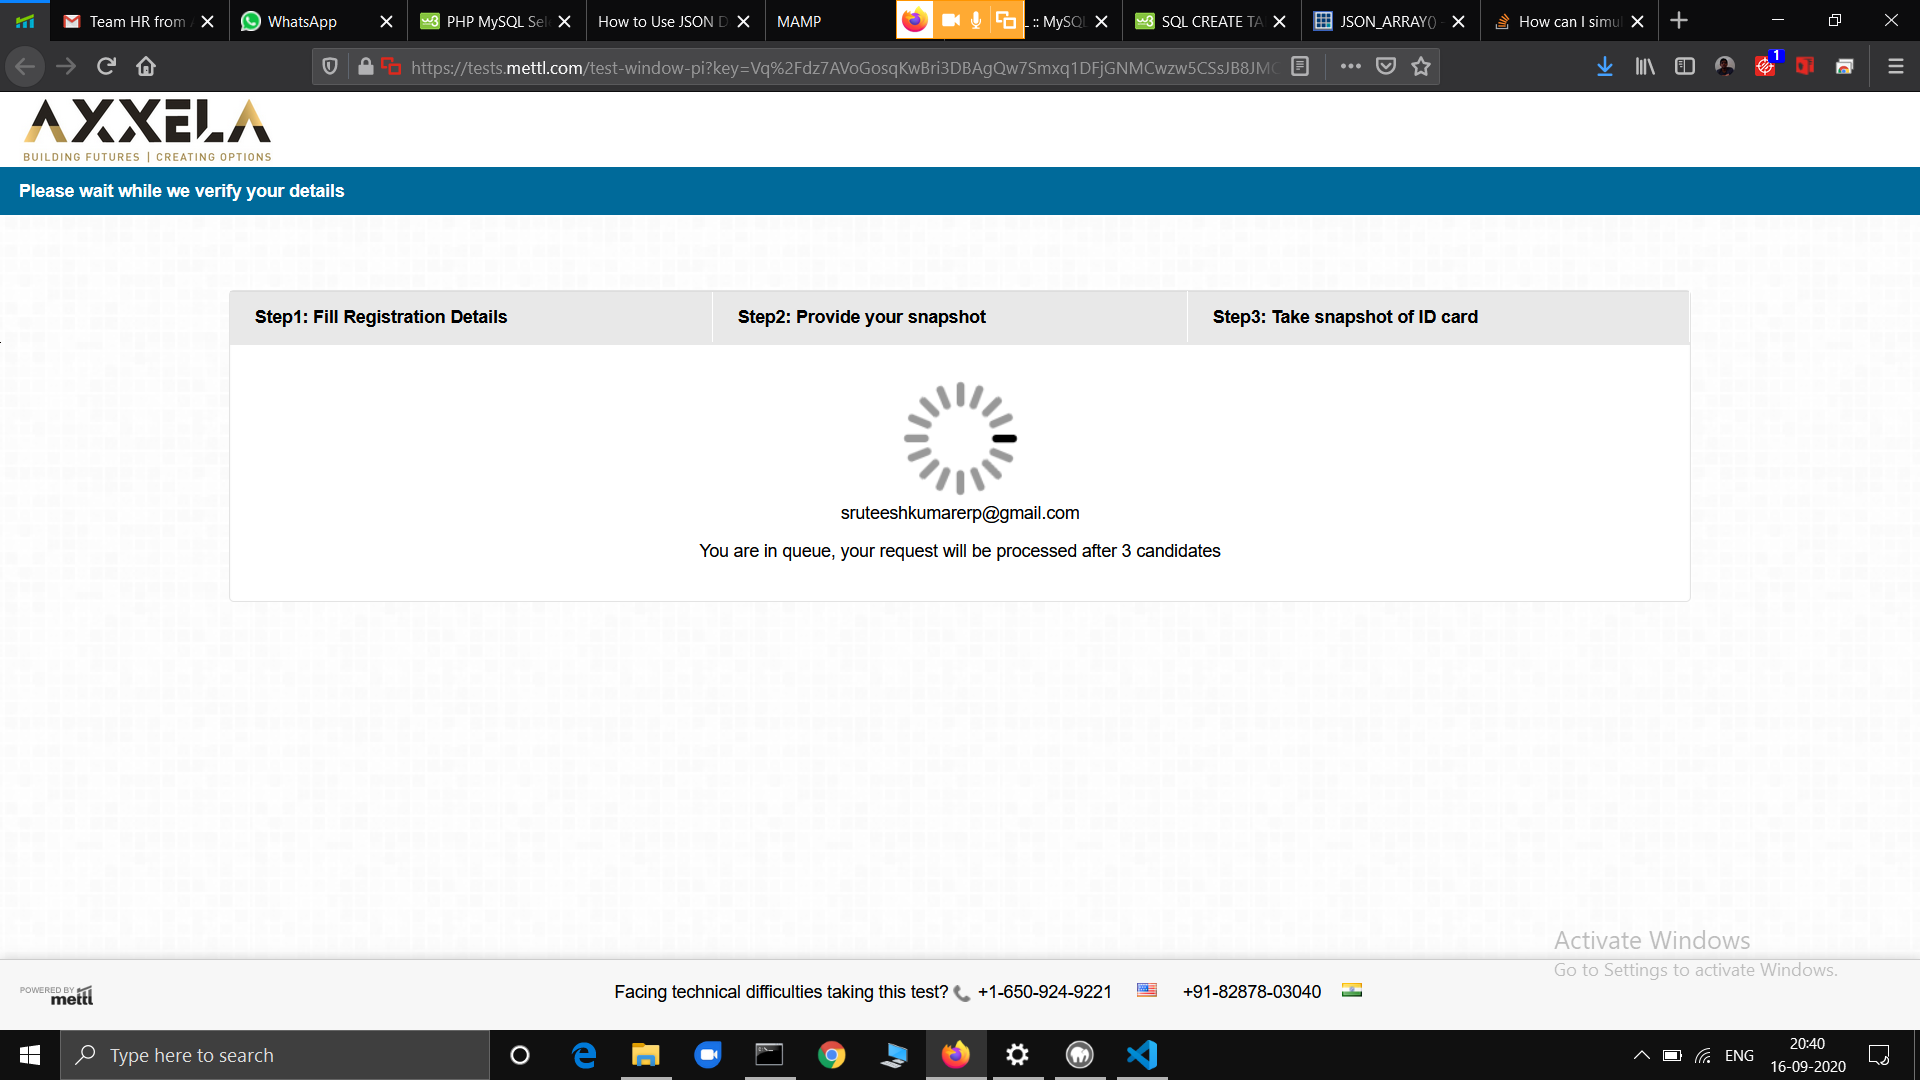 Team HR from
WhatsApp
PHP MySQL Sel
How to Use JSON D
MAMP
L :: MySQL
SQL CREATE TA
JSON_ARRAY()
How can I simul
https://tests.mettl.com/test-window-pi?key=Vq%2Fdz7AVoGosqKwBri3DBAgQw7Smxq1DFjGNMCwzw5CSsJB8JMC
1
AXXELA
BUILDING FUTURES | CREATING OPTIONS
Please wait while we verify your details
Step1: Fill Registration Details
Step2: Provide your snapshot
Step3: Take snapshot of ID card
sruteeshkumarerp@gmail.com
You are in queue, your request will be processed after 3 candidates
Activate Windows
Go to Settings to activate Windows.
POWERED BY
mettl
Facing technical difficulties taking this test? +1-650-924-9221 +91-82878-03040
Type here to search
ENG
20:40
16-09-2020